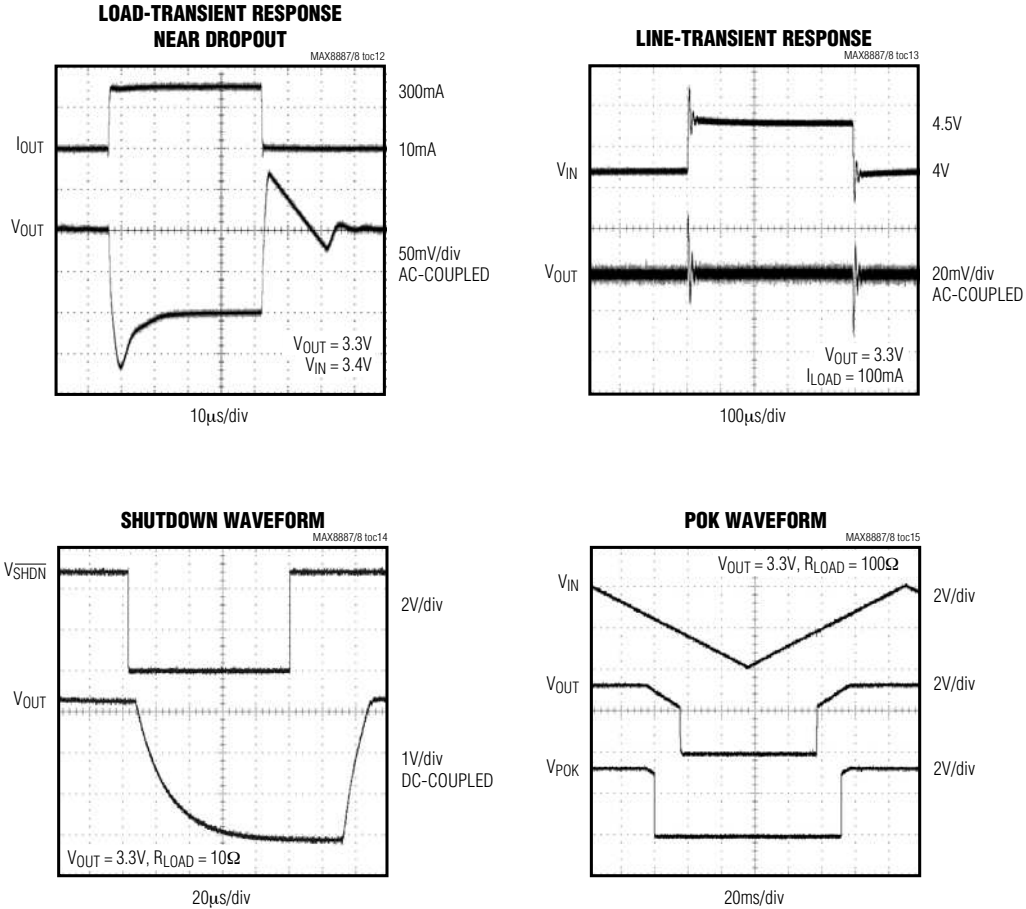 LOAD-TRANSIENT RESPONSE
NEAR DROPOUT
MAX8887/8 toc12
300mA
IOUT
10mA
VOUT
50mV/div
AC-COUPLED
VOUT = 3.3V
VIN = 3.4V
10µs/div
LINE-TRANSIENT RESPONSE
MAX8887/8 toc13
4.5V
VIN
4V
VOUT
20mV/div
AC-COUPLED
VOUT = 3.3V
ILOAD = 100mA
100µs/div
SHUTDOWN WAVEFORM
MAX8887/8 toc14
VSHDN
2V/div
VOUT
1V/div
DC-COUPLED
VOUT = 3.3V, RLOAD = 10Ω
20µs/div
POK WAVEFORM
MAX8887/8 toc15
VOUT = 3.3V, RLOAD = 100Ω
VIN
2V/div
VOUT
2V/div
VPOK
2V/div
20ms/div